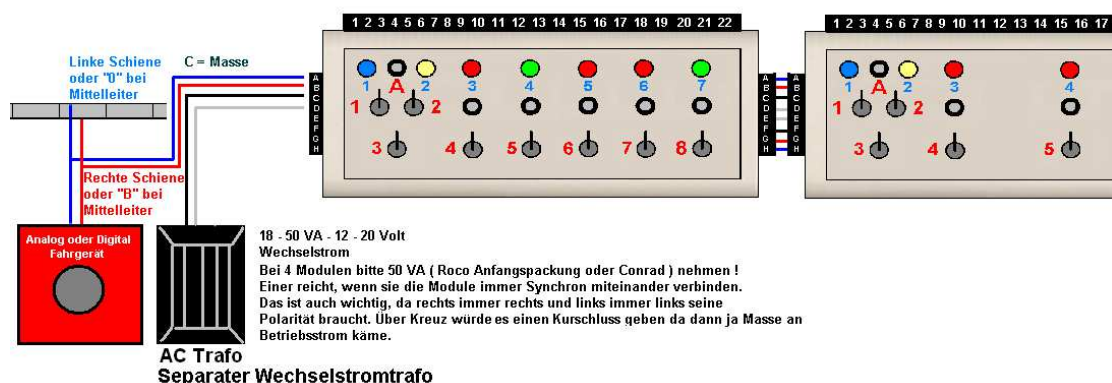 1 2 3 4 5 6 7 8 9 10 11 12 13 14 15 16 17 18 19 20 21 22
1 2 3 4 5 6 7 8 9 10 11 12 13 14 15 16 17
Linke Schiene
oder "0" bei
Mittelleiter
C = Masse
A
B
C
D
E
F
G
H
1 A 2 3 4 5 6 7
1 2
3 4 5 6 7 8
A
B
C
D
E
F
G
H
A
B
C
D
E
F
G
H
1 A 2 3 4
1 2
3 4 5
Rechte Schiene
oder "B" bei
Mittelleiter
Analog oder Digital
Fahrgerät
18 - 50 VA - 12 - 20 Volt
Wechselstrom
Bei 4 Modulen bitte 50 VA ( Roco Anfangspackung oder Conrad ) nehmen !
Einer reicht, wenn sie die Module immer Synchron miteinander verbinden.
Das ist auch wichtig, da rechts immer rechts und links immer links seine
Polarität braucht. Über Kreuz würde es einen Kurschluss geben da dann ja Masse an
Betriebsstrom käme.
AC Trafo
Separater Wechselstromtrafo